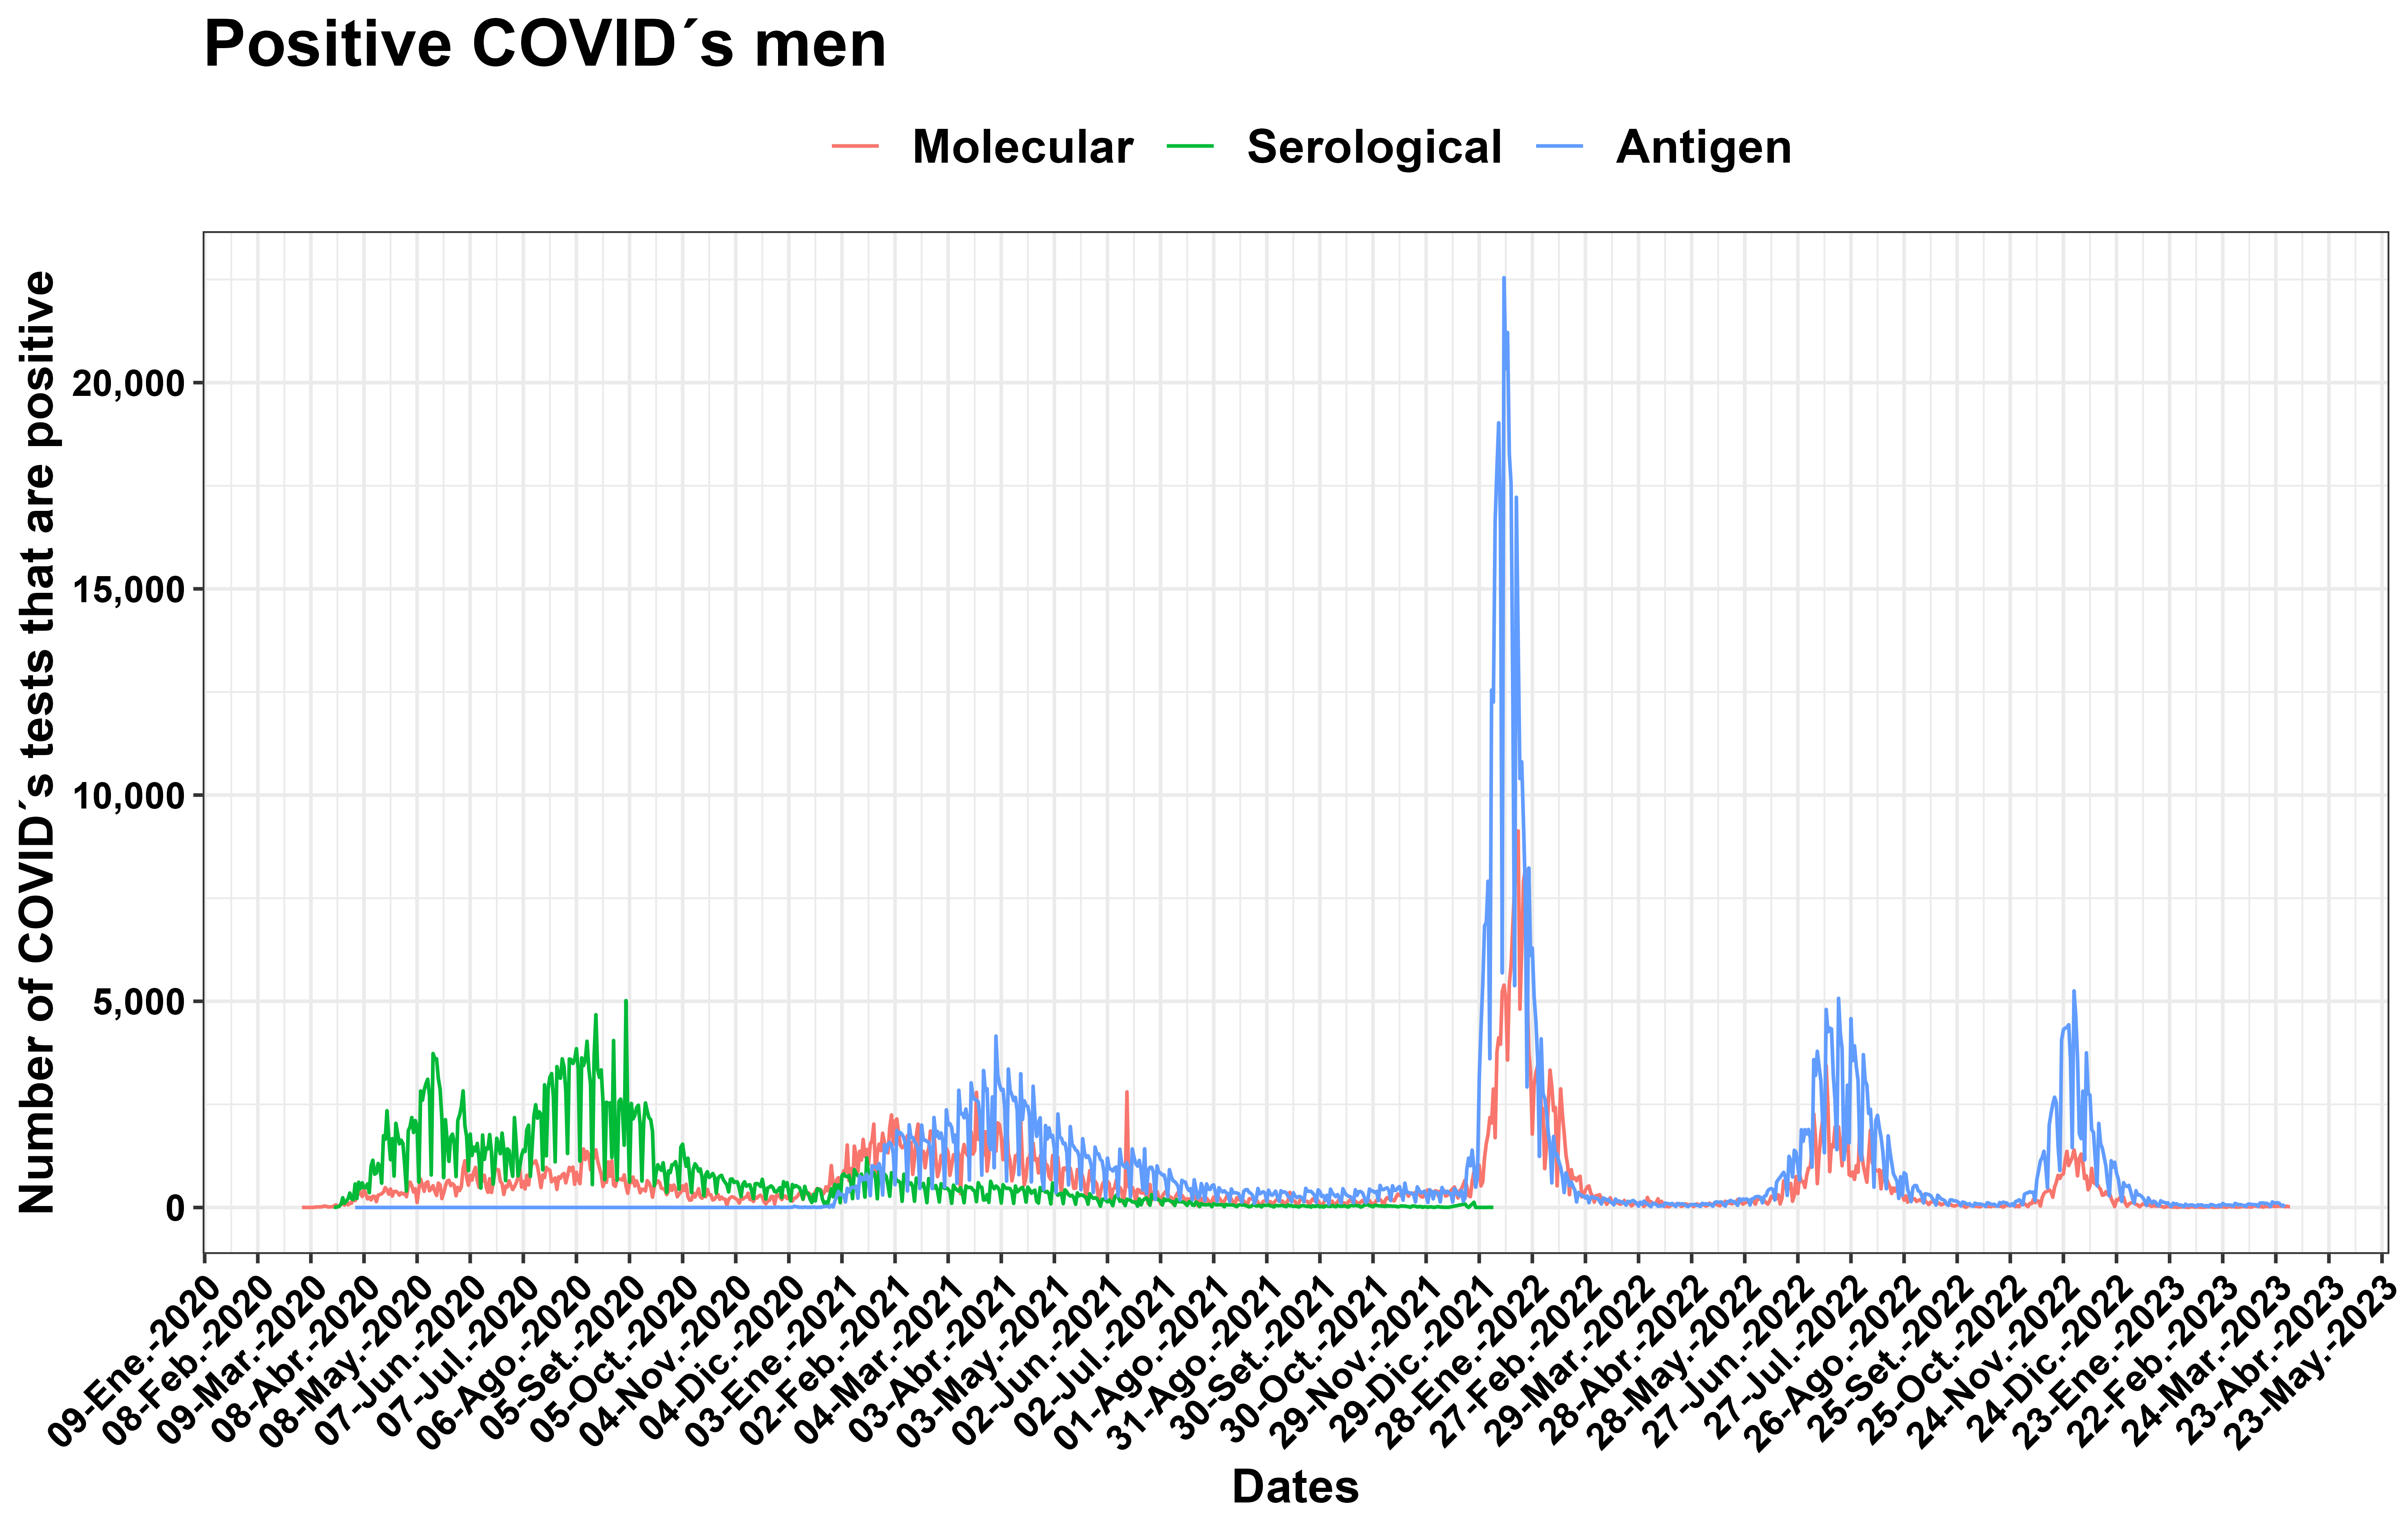 Positive COVID´s men
Molecular Serological Antigen
Number of COVID´s tests that are positive
20,000
15,000
10,000
5,000
0
09-Ene.-2020
08-Feb.-2020
09-Mar.-2020
08-Abr.-2020
08-May.-2020
07-Jun.-2020
07-Jul.-2020
06-Ago.-2020
05-Set.-2020
05-Oct.-2020
04-Nov.-2020
04-Dic.-2020
03-Ene.-2021
02-Feb.-2021
04-Mar.-2021
03-Abr.-2021
03-May.-2021
02-Jun.-2021
02-Jul.-2021
01-Ago.-2021
31-Ago.-2021
30-Set.-2021
30-Oct.-2021
29-Nov.-2021
29-Dic.-2021
28-Ene.-2022
27-Feb.-2022
29-Mar.-2022
28-Abr.-2022
28-May.-2022
27-Jun.-2022
27-Jul.-2022
26-Ago.-2022
25-Set.-2022
25-Oct.-2022
24-Nov.-2022
24-Dic.-2022
23-Ene.-2023
22-Feb.-2023
24-Mar.-2023
23-Abr.-2023
23-May.-2023
Dates